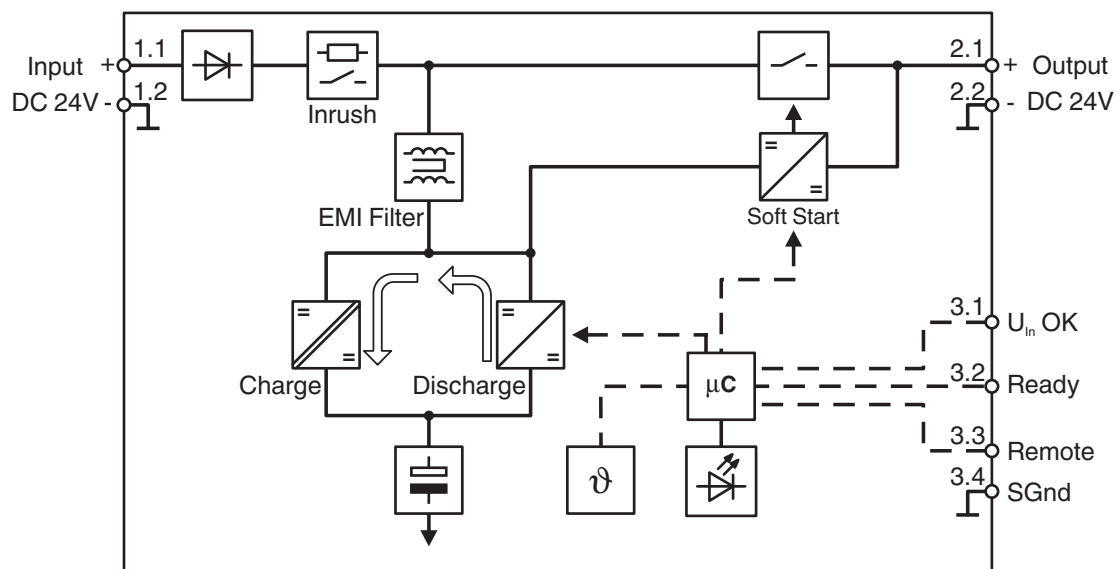 1.1
2.1
Input +
+ Output
DC 24V -
1.2
2.2
- DC 24V
Inrush
=
=
EMI Filter
Soft Start
=
=
=
=
3.1
U_In OK
Charge
Discharge
μC
3.2
Ready
3.3
Remote
ϑ
3.4
SGnd